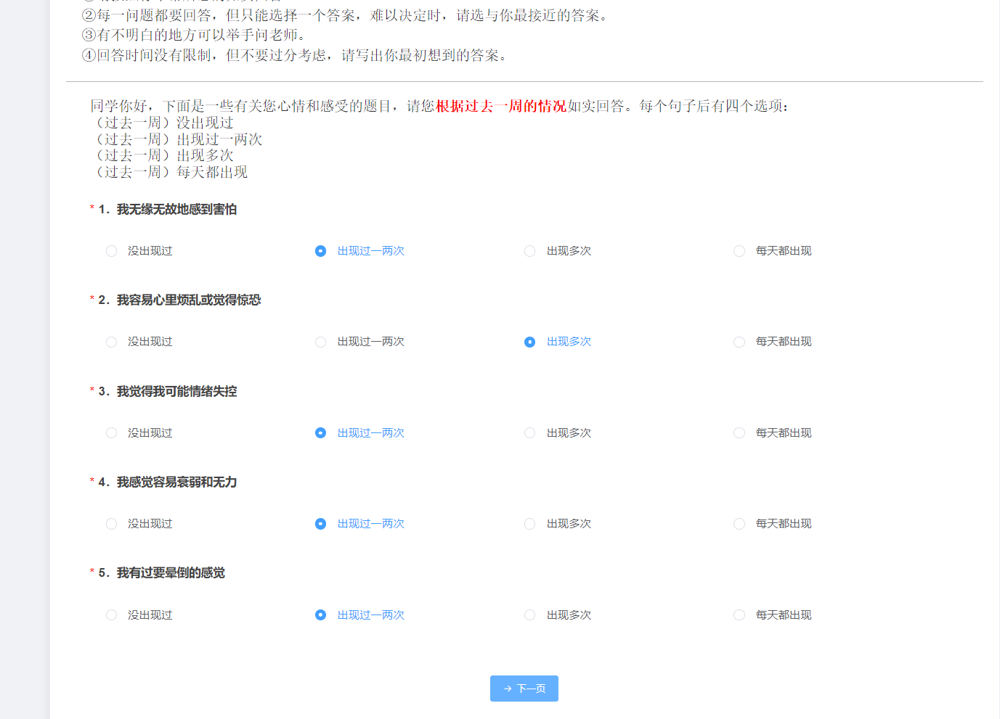 ②每一问题都要回答，但只能选择一个答案，难以决定时，请选与你最接近的答案。
③有不明白的地方可以举手问老师。
④回答时间没有限制，但不要过分考虑，请写出你最初想到的答案。
同学你好，下面是一些有关您心情和感受的题目，请您根据过去一周的情况如实回答。每个句子后有四个选项：
（过去一周）没出现过
（过去一周）出现过一两次
（过去一周）出现多次
（过去一周）每天都出现
* 1. 我无缘无故地感到害怕
没出现过 出现过一两次 出现多次 每天都出现
* 2. 我容易心里烦乱或觉得惊恐
没出现过 出现过一两次 出现多次 每天都出现
* 3. 我觉得我可能情绪失控
没出现过 出现过一两次 出现多次 每天都出现
* 4. 我感觉容易衰弱和无力
没出现过 出现过一两次 出现多次 每天都出现
* 5. 我有过要晕倒的感觉
没出现过 出现过一两次 出现多次 每天都出现
→ 下一页